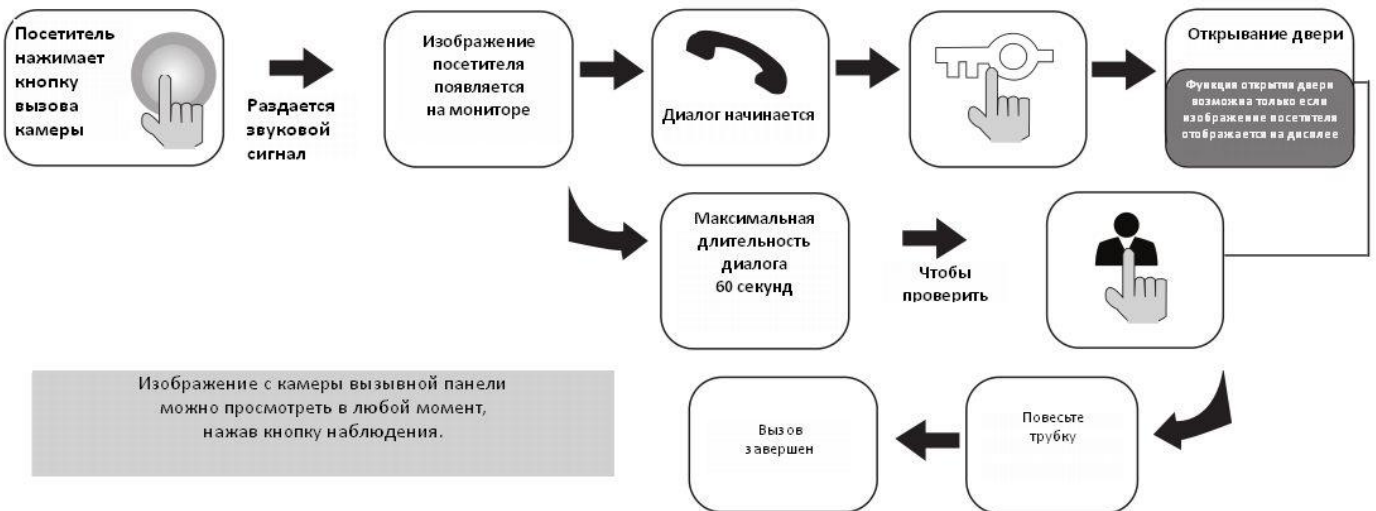 Посетитель
нажимает
кнопку
вызова
камеры
Раздается
звуковой
сигнал
Изображение
посетителя
появляется
на мониторе
Диалог начинается
Открывание двери
Функция открытия двери
возможна только если
изображение посетителя
отображается на дисплее
Максимальная
длительность
диалога
60 секунд
Чтобы
проверить
Изображение с камеры вызывной панели
можно просмотреть в любой момент,
нажав кнопку наблюдения.
Вызов
завершен
Повесьте
трубку